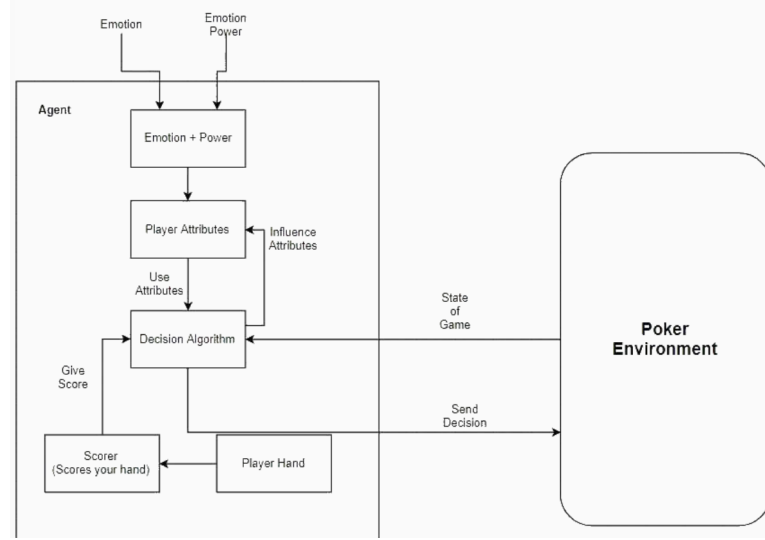 Emotion
Emotion
Power
Agent
Emotion + Power
Player Attributes
Influence
Attributes
Use
Attributes
State
of
Game
Decision Algorithm
Poker
Environment
Give
Score
Send
Decision
Scorer
(Scores your hand)
Player Hand